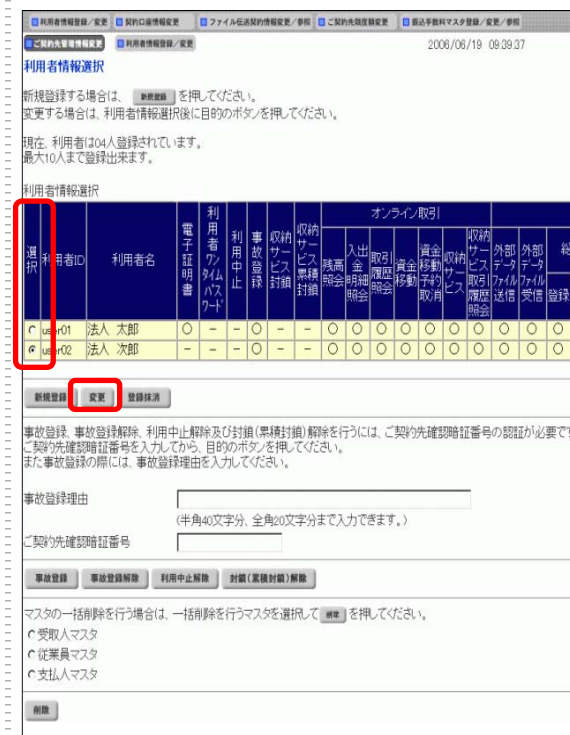 利用者情報登録/変更 契約口座情報変更 ファイル伝送契約情報変更/参照 ご契約先限度額変更 振込手数料マスタ登録/変更/参照
ご契約先管理情報変更 利用者情報登録/変更 2006/06/19 09:39:37
利用者情報選択
新規登録する場合は、 新規登録 を押してください。
変更する場合は、利用者情報選択後に目的のボタンを押してください。
現在、利用者は04人登録されています。
最大10人まで登録出来ます。
利用者情報選択
選択 利用者ID 利用者名 電子証明書 利用者ワンタイムパスワード 利用中止 事故登録 収納サービス封鎖 収納サービス累積封鎖 オンライン取引
残高照会 入出金明細照会 取引履歴照会 資金移動 資金移動予約取消 収納サービス 収納サービス取引履歴照会 外部データファイル送信 外部データファイル受信 総
登録
user01 法人 太郎 ○ - - ○ - - ○ ○ ○ ○ ○ ○ ○ ○ ○ ○
user02 法人 次郎 - - - ○ - - ○ ○ ○ ○ ○ ○ ○ ○ ○ ○
新規登録 変更 登録抹消
事故登録、事故登録解除、利用中止解除及び封鎖(累積封鎖)解除を行うには、ご契約先確認暗証番号の認証が必要で
ご契約先確認暗証番号を入力してから、目的のボタンを押してください。
また事故登録の際には、事故登録理由を入力してください。
事故登録理由
(半角40文字分、全角20文字分まで入力できます。)
ご契約先確認暗証番号
事故登録 事故登録解除 利用中止解除 封鎖(累積封鎖)解除
マスタの一括削除を行う場合は、一括削除を行うマスタを選択して 削除 を押してください。
受取人マスタ
従業員マスタ
支払人マスタ
削除